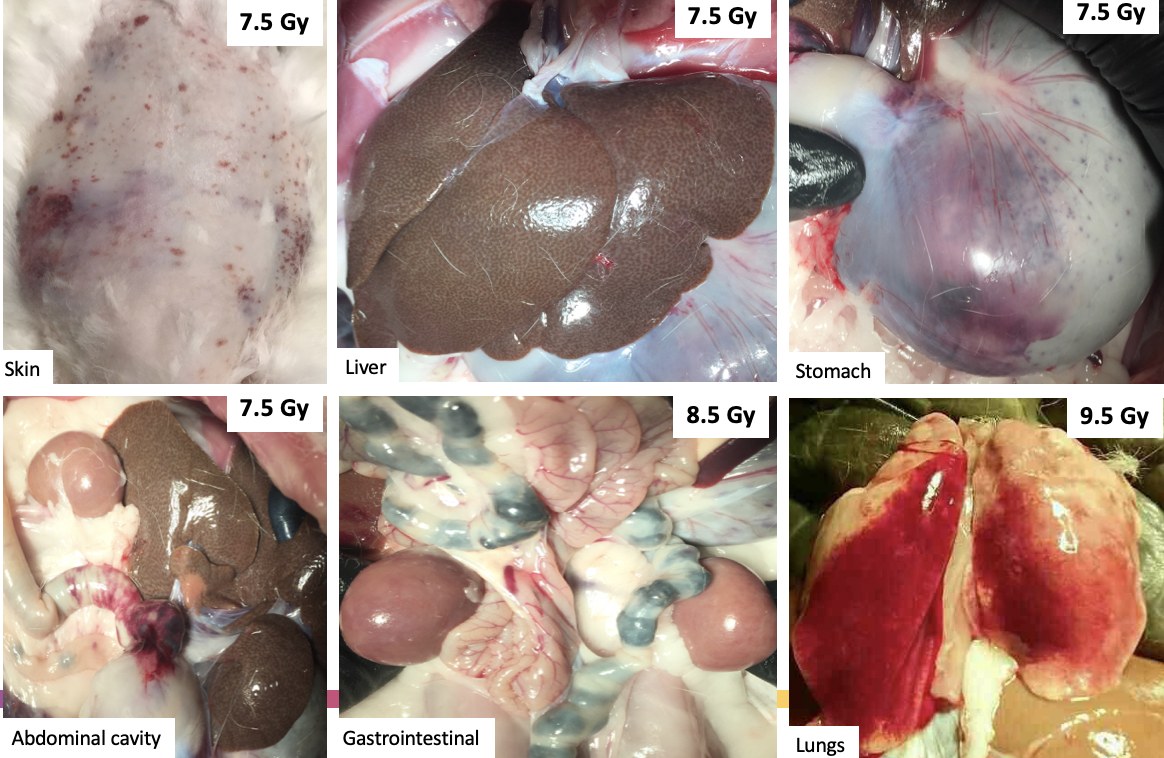 7.5 Gy
Skin
7.5 Gy
Liver
7.5 Gy
Stomach
7.5 Gy
Abdominal cavity
8.5 Gy
Gastrointestinal
9.5 Gy
Lungs